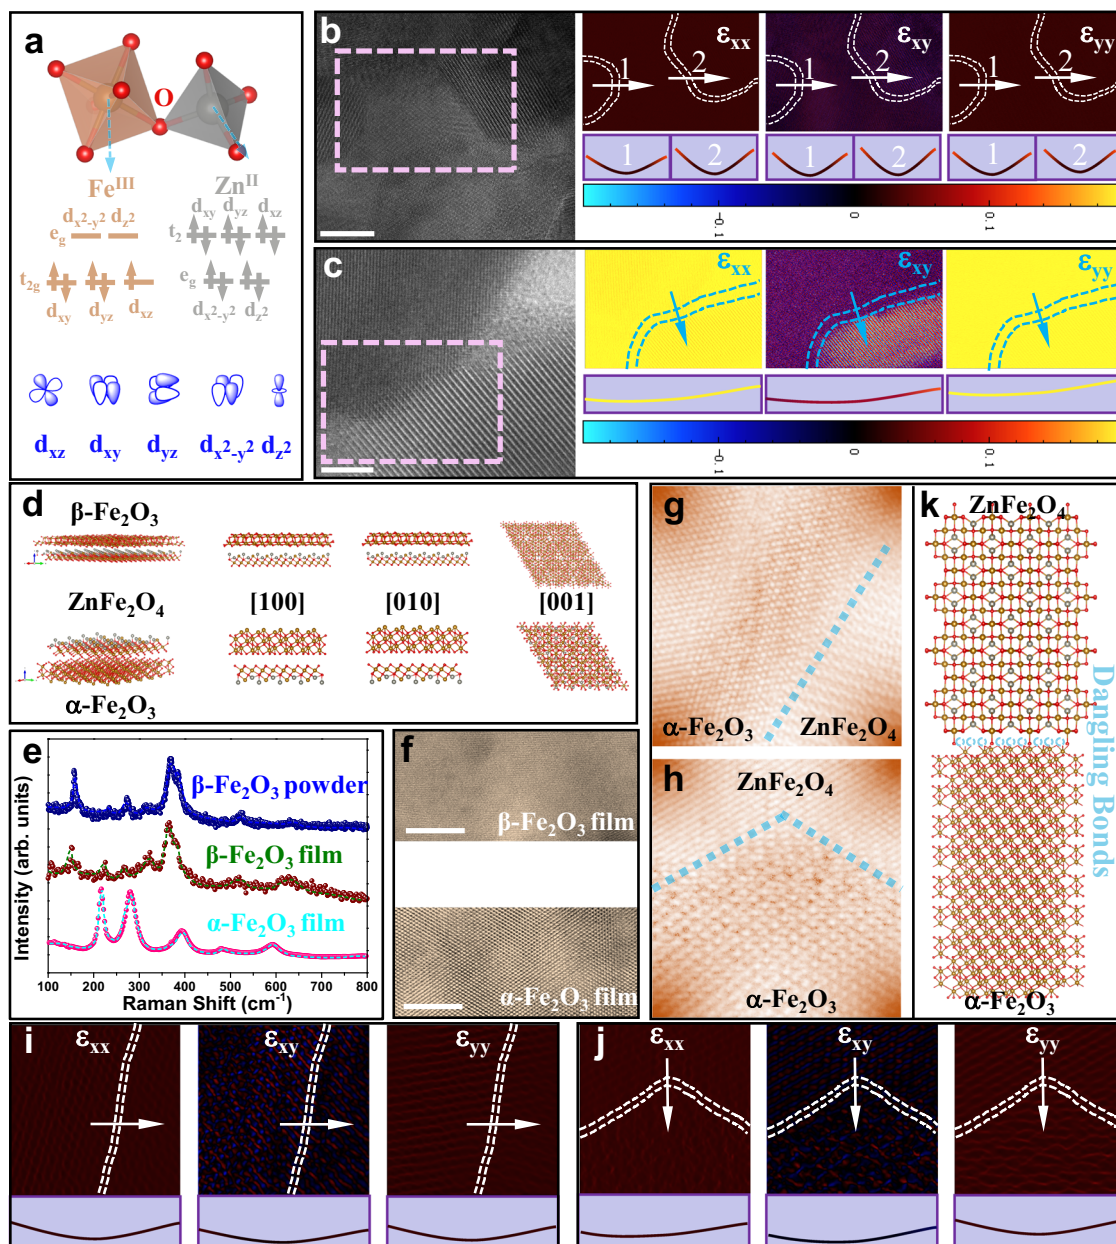 a
O
Fe^III
Zn^II
d_x²-y² d_z²
e_g
d_xy d_yz d_xz
t_2
t_2g
d_xy d_yz d_xz
e_g
d_x²-y² d_z²
d_xz d_xy d_yz d_x²-y² d_z²
b
ε_xx
1
2
ε_xy
1
2
ε_yy
1
2
1 2 1 2 1 2
-0.1 0 0.1
c
ε_xx
ε_xy
ε_yy
-0.1 0 0.1
d
β-Fe₂O₃
ZnFe₂O₄
[100] [010] [001]
α-Fe₂O₃
e
Intensity (arb. units)
β-Fe₂O₃ powder
β-Fe₂O₃ film
α-Fe₂O₃ film
100 200 300 400 500 600 700 800
Raman Shift (cm⁻¹)
f
β-Fe₂O₃ film
α-Fe₂O₃ film
g
α-Fe₂O₃
ZnFe₂O₄
h
ZnFe₂O₄
α-Fe₂O₃
k
ZnFe₂O₄
Dangling Bonds
α-Fe₂O₃
i
ε_xx
ε_xy
ε_yy
j
ε_xx
ε_xy
ε_yy